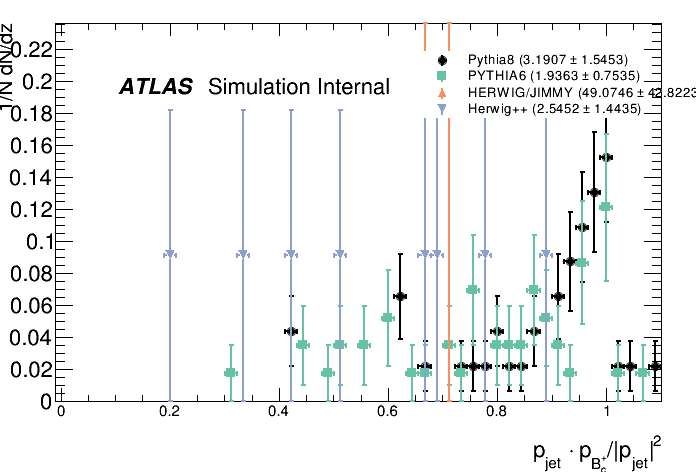 1/N dN/dz
ATLAS Simulation Internal
Pythia8 (3.1907 ± 1.5453)
PYTHIA6 (1.9363 ± 0.7535)
HERWIG/JIMMY (49.0746 ± 42.8223
Herwig++ (2.5452 ± 1.4435)
0.22
0.2
0.18
0.16
0.14
0.12
0.1
0.08
0.06
0.04
0.02
0
0 0.2 0.4 0.6 0.8 1
p_jet · p_B_c^+/|p_jet|^2